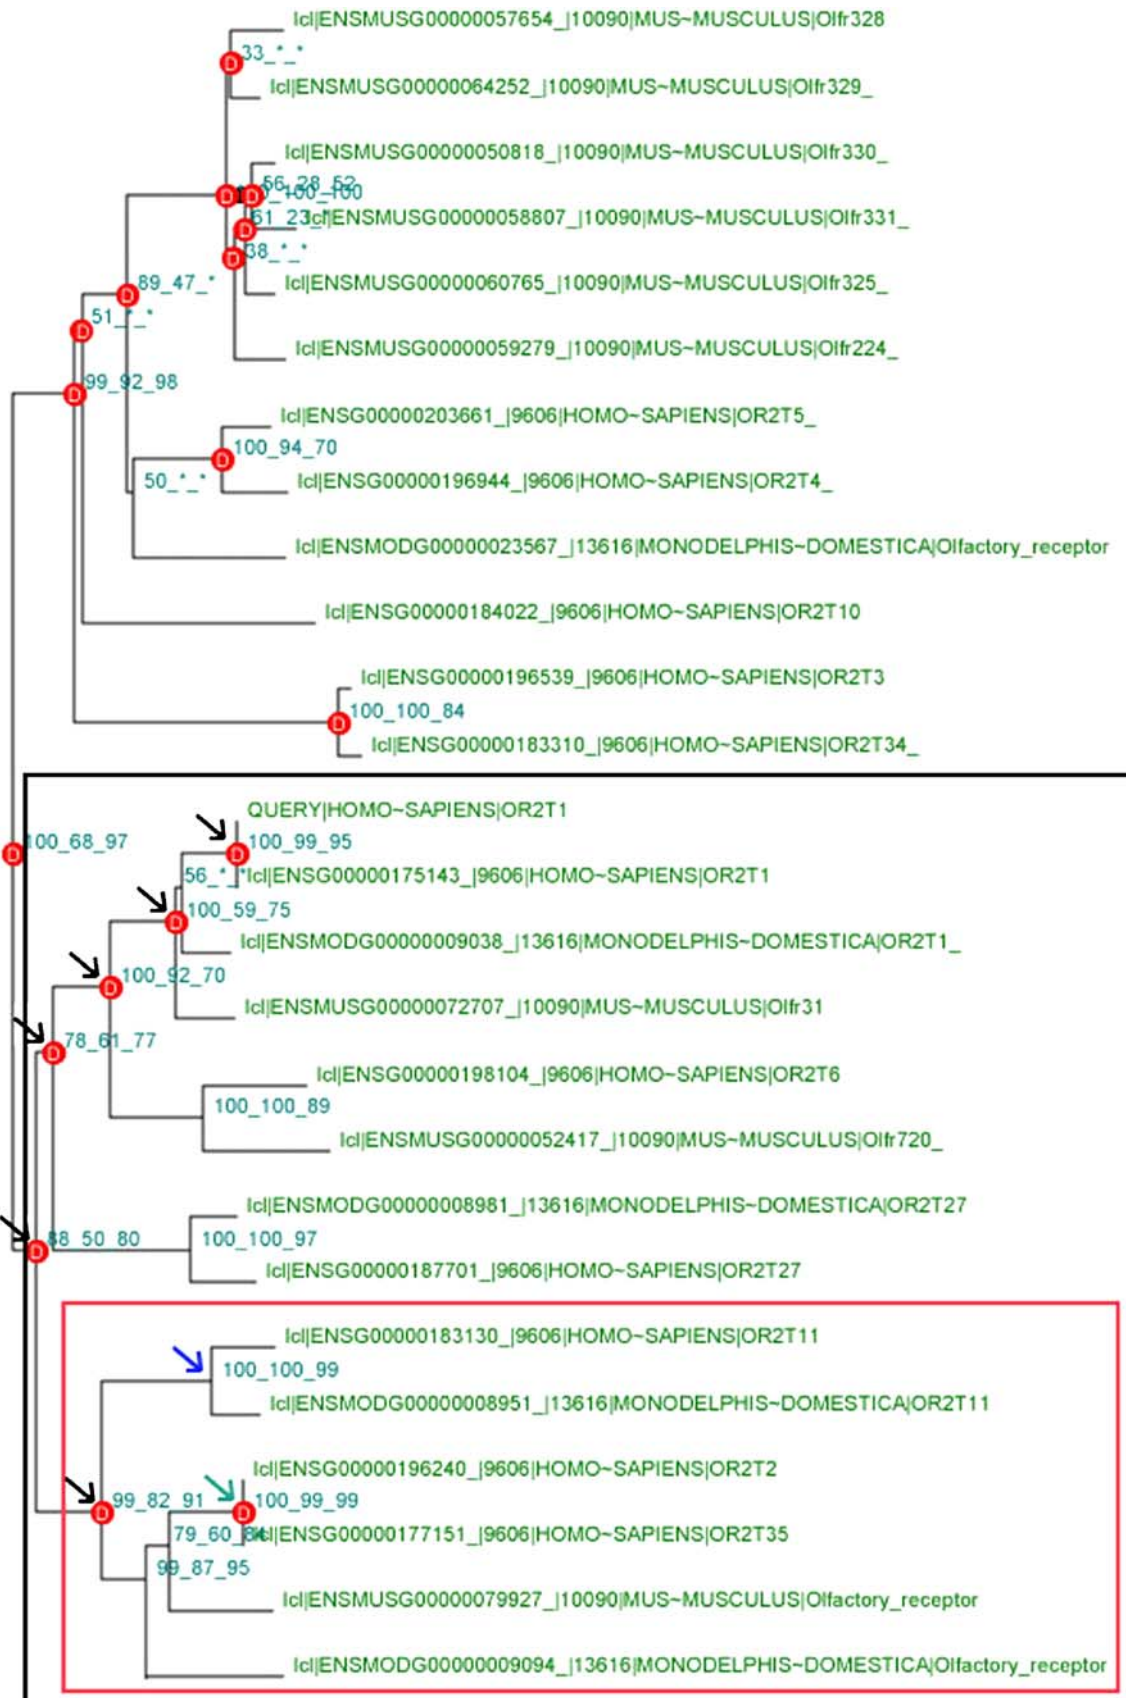 lcl|ENSMUSG00000057654_|10090|MUS~MUSCULUS|Olfr328
33_*_*
D
lcl|ENSMUSG00000064252_|10090|MUS~MUSCULUS|Olfr329_
lcl|ENSMUSG00000050818_|10090|MUS~MUSCULUS|Olfr330_
56_28_52
D D _100_100
61_23_ lcl|ENSMUSG00000058807_|10090|MUS~MUSCULUS|Olfr331_
D
38_*_*
D
lcl|ENSMUSG00000060765_|10090|MUS~MUSCULUS|Olfr325_
D 89_47_*
51_*_*
D
lcl|ENSMUSG00000059279_|10090|MUS~MUSCULUS|Olfr224_
D 99_92_98
lcl|ENSG00000203661_|9606|HOMO~SAPIENS|OR2T5_
D 100_94_70
50_*_*
lcl|ENSG00000196944_|9606|HOMO~SAPIENS|OR2T4_
lcl|ENSMODG00000023567_|13616|MONODELPHIS~DOMESTICA|Olfactory_receptor
lcl|ENSG00000184022_|9606|HOMO~SAPIENS|OR2T10
lcl|ENSG00000196539_|9606|HOMO~SAPIENS|OR2T3
D 100_100_84
lcl|ENSG00000183310_|9606|HOMO~SAPIENS|OR2T34_
QUERY|HOMO~SAPIENS|OR2T1
D 100_68_97
D 100_99_95
56_*_* lcl|ENSG00000175143_|9606|HOMO~SAPIENS|OR2T1
D 100_59_75
lcl|ENSMODG00000009038_|13616|MONODELPHIS~DOMESTICA|OR2T1_
D 100_92_70
lcl|ENSMUSG00000072707_|10090|MUS~MUSCULUS|Olfr31
D 78_61_77
lcl|ENSG00000198104_|9606|HOMO~SAPIENS|OR2T6
100_100_89
lcl|ENSMUSG00000052417_|10090|MUS~MUSCULUS|Olfr720_
lcl|ENSMODG00000008981_|13616|MONODELPHIS~DOMESTICA|OR2T27
D 88_50_80
100_100_97
lcl|ENSG00000187701_|9606|HOMO~SAPIENS|OR2T27
lcl|ENSG00000183130_|9606|HOMO~SAPIENS|OR2T11
100_100_99
lcl|ENSMODG00000008951_|13616|MONODELPHIS~DOMESTICA|OR2T11
lcl|ENSG00000196240_|9606|HOMO~SAPIENS|OR2T2
D 99_82_91
D 100_99_99
79_60_84 lcl|ENSG00000177151_|9606|HOMO~SAPIENS|OR2T35
99_87_95
lcl|ENSMUSG00000079927_|10090|MUS~MUSCULUS|Olfactory_receptor
lcl|ENSMODG00000009094_|13616|MONODELPHIS~DOMESTICA|Olfactory_receptor